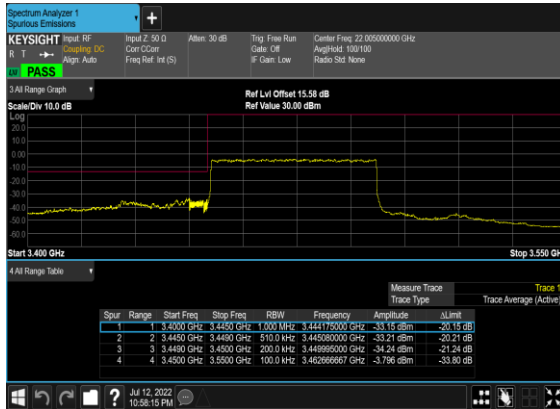 Spectrum Analyzer 1
Spurious Emissions
+
KEYSIGHT Input: RF Input Z: 50 Ω Atten: 30 dB Trig: Free Run Center Freq: 22.005000000 GHz
R T Coupling: DC Corr CCorr Gate: Off Avg|Hold: 100/100
Align: Auto Freq Ref: Int (S) IF Gain: Low Radio Std: None
LU PASS
3 All Range Graph
Ref Lvl Offset 15.58 dB
Scale/Div 10.0 dB Ref Value 30.00 dBm
Log
20.0
10.0
0.00
-10.0
-20.0
-30.0
-40.0
-50.0
-60.0
Start 3.400 GHz Stop 3.550 GH
4 All Range Table
Measure Trace Trace 1
Trace Type Trace Average (Active)
Spur Range Start Freq Stop Freq RBW Frequency Amplitude ΔLimit
1 1 3.4000 GHz 3.4450 GHz 1.000 MHz 3.444175000 GHz -33.15 dBm -20.15 dB
2 2 3.4450 GHz 3.4490 GHz 510.0 kHz 3.445080000 GHz -33.21 dBm -20.21 dB
3 3 3.4490 GHz 3.4500 GHz 200.0 kHz 3.449995000 GHz -34.24 dBm -21.24 dB
4 4 3.4500 GHz 3.5500 GHz 100.0 kHz 3.462666667 GHz -3.796 dBm -33.80 dB
? Jul 12, 2022
10:58:15 PM